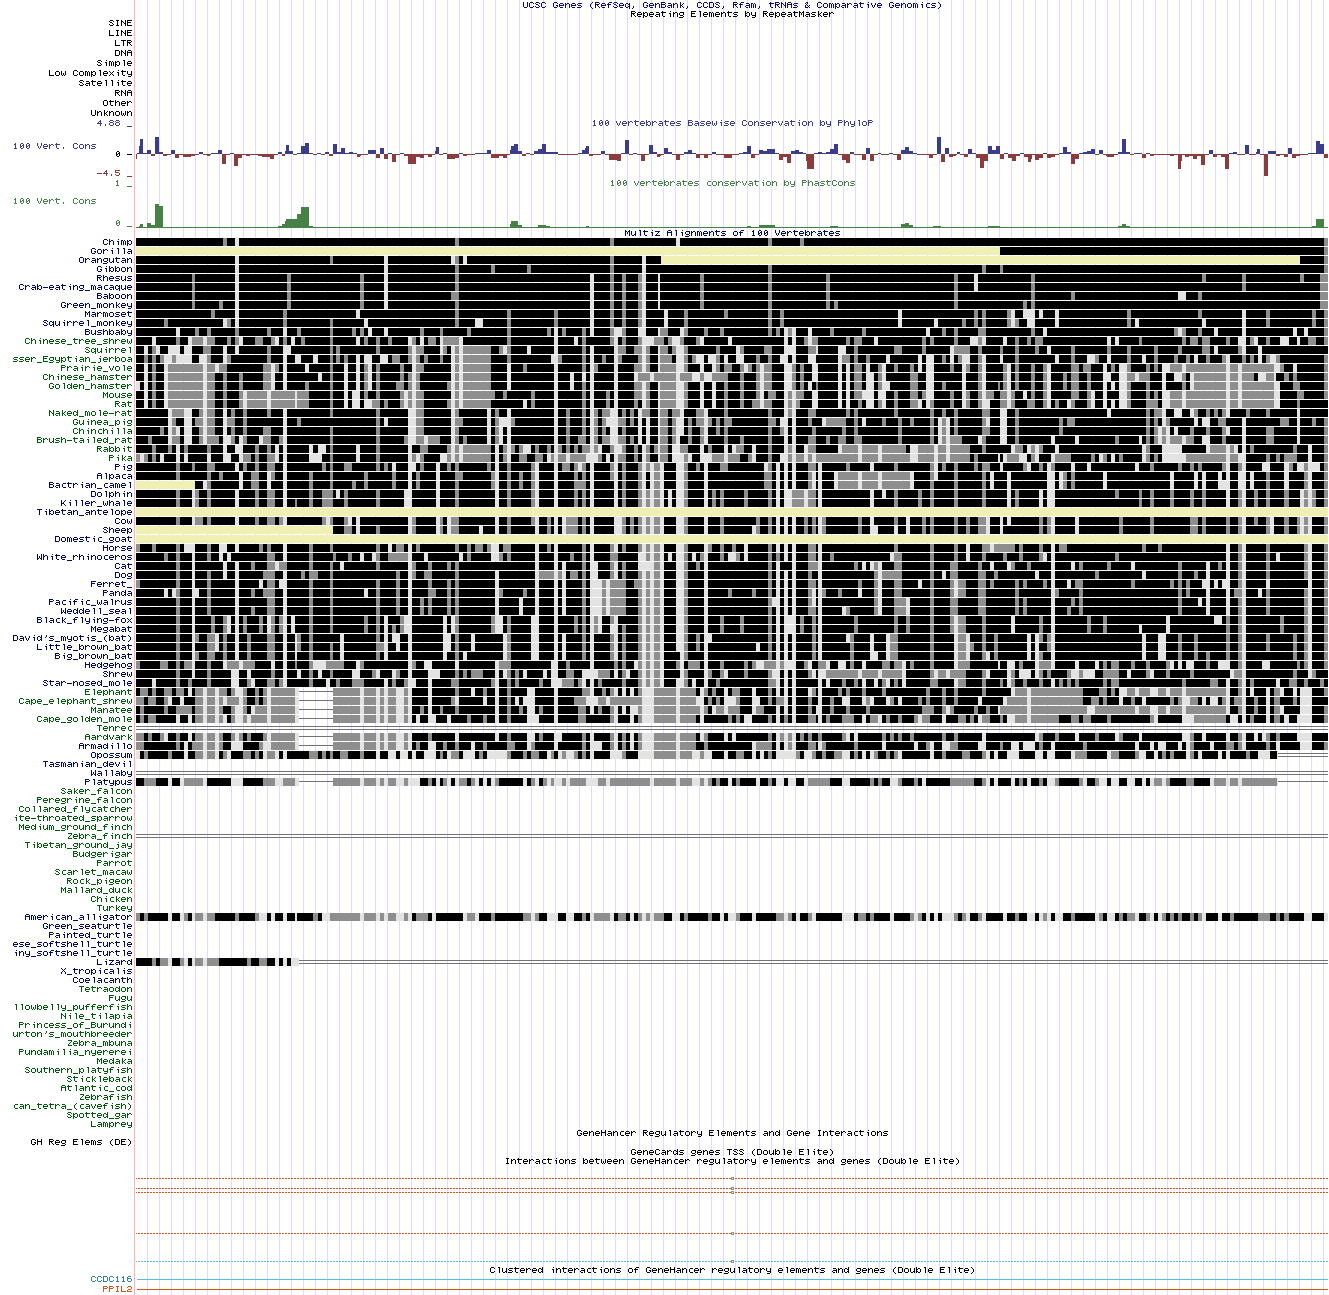 UCSC Genes (RefSeq, GenBank, CCDS, Rfam, tRNAs & Comparative Genomics)
Repeating Elements by RepeatMasker
SINE
LINE
LTR
DNA
Simple
Low Complexity
Satellite
RNA
Other
Unknown
4.88 _
100 vertebrates Basewise Conservation by PhyloP
100 Vert. Cons
0 _
-4.5 _
1 _
100 vertebrates conservation by PhastCons
100 Vert. Cons
0 _
Multiz Alignments of 100 Vertebrates
Chimp
Gorilla
Orangutan
Gibbon
Rhesus
Crab-eating_macaque
Baboon
Green_monkey
Marmoset
Squirrel_monkey
Bushbaby
Chinese_tree_shrew
Squirrel
sser_Egyptian_jerboa
Prairie_vole
Chinese_hamster
Golden_hamster
Mouse
Rat
Naked_mole-rat
Guinea_pig
Chinchilla
Brush-tailed_rat
Rabbit
Pika
Pig
Alpaca
Bactrian_camel
Dolphin
Killer_whale
Tibetan_antelope
Cow
Sheep
Domestic_goat
Horse
White_rhinoceros
Cat
Dog
Ferret_
Panda
Pacific_walrus
Weddell_seal
Black_flying-fox
Megabat
David's_myotis_(bat)
Little_brown_bat
Big_brown_bat
Hedgehog
Shrew
Star-nosed_mole
Elephant
Cape_elephant_shrew
Manatee
Cape_golden_mole
Tenrec
Aardvark
Armadillo
Opossum
Tasmanian_devil
Wallaby
Platypus
Saker_falcon
Peregrine_falcon
Collared_flycatcher
ite-throated_sparrow
Medium_ground_finch
Zebra_finch
Tibetan_ground_jay
Budgerigar
Parrot
Scarlet_macaw
Rock_pigeon
Mallard_duck
Chicken
Turkey
American_alligator
Green_seaturtle
Painted_turtle
ese_softshell_turtle
iny_softshell_turtle
Lizard
X_tropicalis
Coelacanth
Tetraodon
Fugu
llowbelly_pufferfish
Nile_tilapia
Princess_of_Burundi
urton's_mouthbreeder
Zebra_mbuna
Pundamilia_nyererei
Medaka
Southern_platyfish
Stickleback
Atlantic_cod
Zebrafish
can_tetra_(cavefish)
Spotted_gar
Lamprey
GeneHancer Regulatory Elements and Gene Interactions
GH Reg Elems (DE)
GeneCards genes TSS (Double Elite)
Interactions between GeneHancer regulatory elements and genes (Double Elite)
Clustered interactions of GeneHancer regulatory elements and genes (Double Elite)
CCDC116
PPIL2